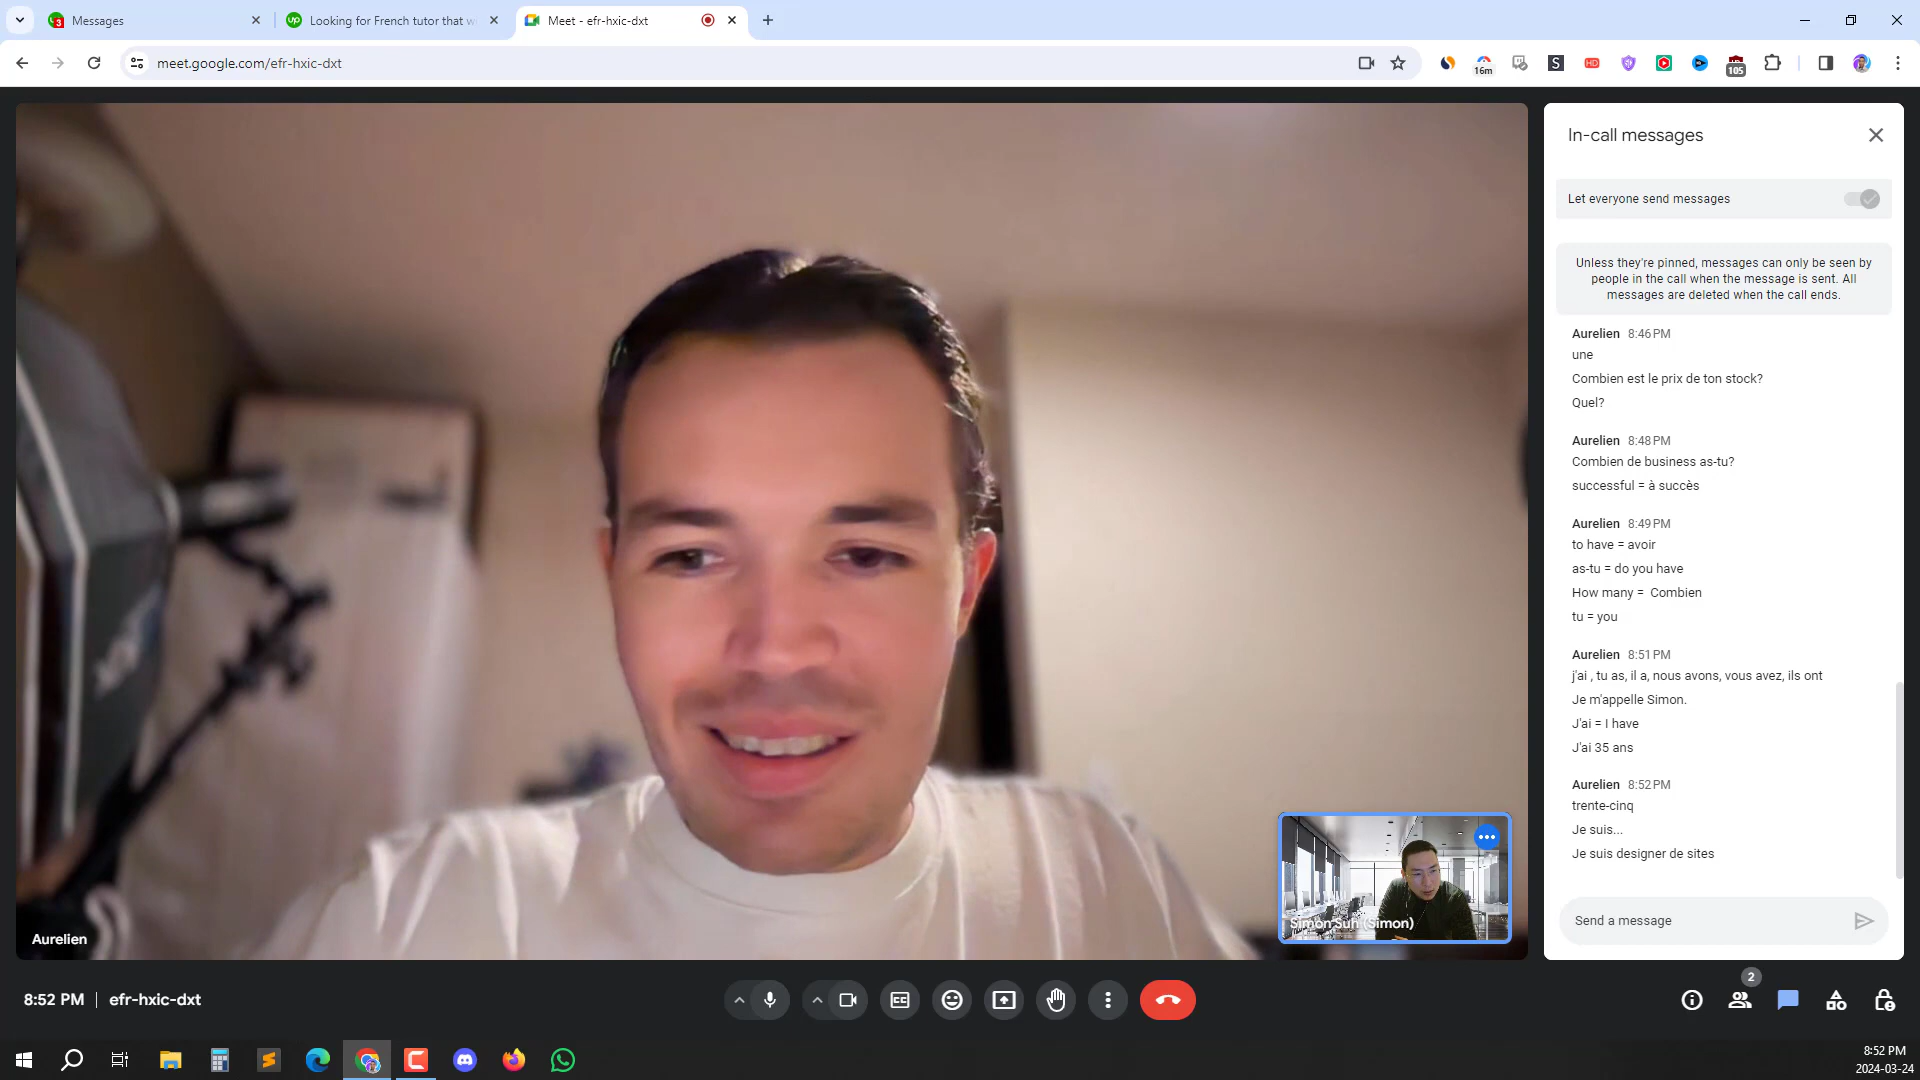 Messages
Looking for French tutor that w
Meet - efr-hxic-dxt
meet.google.com/efr-hxic-dxt
16m
S
HD
105
In-call messages
Let everyone send messages
Unless they're pinned, messages can only be seen by
people in the call when the message is sent. All
messages are deleted when the call ends.
Aurelien 8:46 PM
une
Combien est le prix de ton stock?
Quel?
Aurelien 8:48 PM
Combien de business as-tu?
successful = à succès
Aurelien 8:49 PM
to have = avoir
as-tu = do you have
How many = Combien
tu = you
Aurelien 8:51 PM
j'ai , tu as, il a, nous avons, vous avez, ils ont
Je m'appelle Simon.
J'ai = I have
J'ai 35 ans
Aurelien 8:52 PM
trente-cinq
Je suis...
Je suis designer de sites
Send a message
Simon Suh (Simon)
Aurelien
8:52 PM | efr-hxic-dxt
2
8:52 PM
2024-03-24